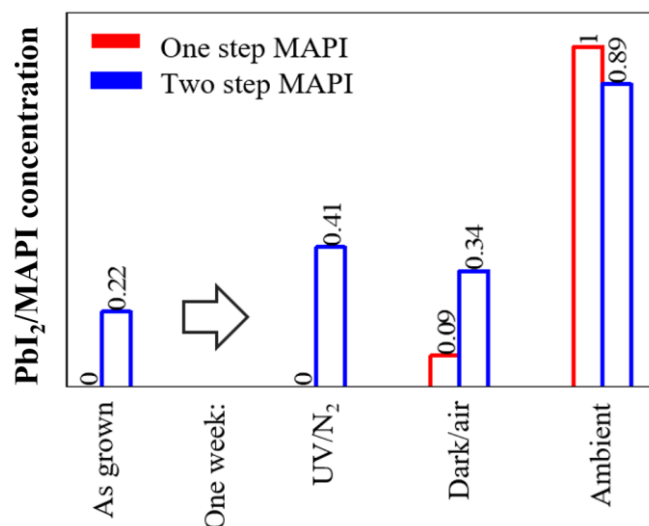 One step MAPI
Two step MAPI
PbI₂/MAPI concentration
0
0.22
0
0.41
0.09
0.34
1
0.89
As grown
One week:
UV/N₂
Dark/air
Ambient